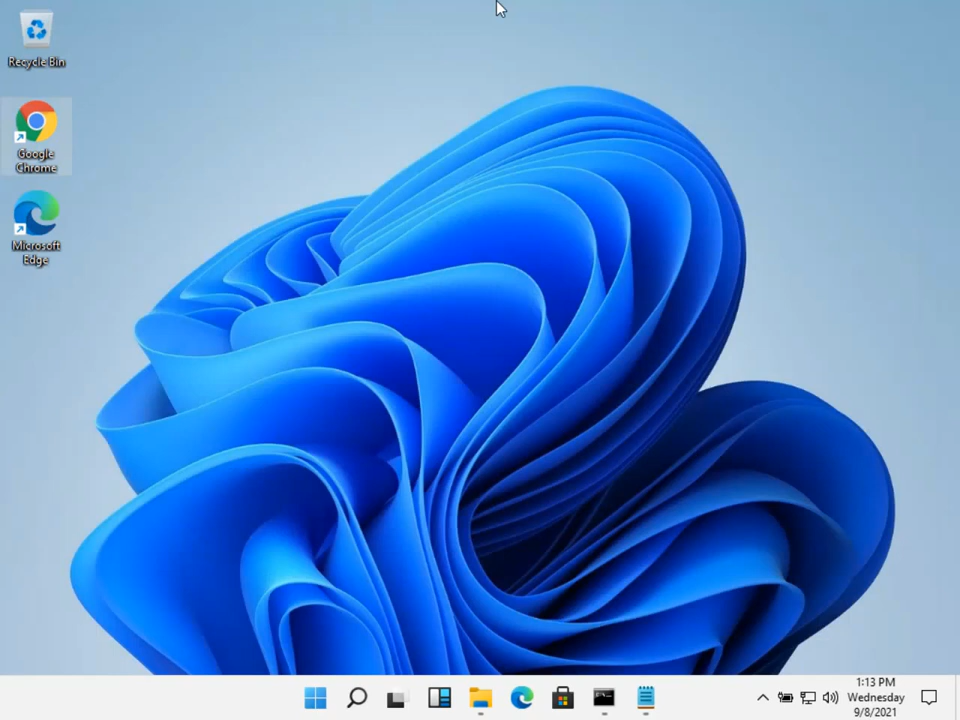 Recycle Bin
Google
Chrome
Microsoft
Edge
1:13 PM
Wednesday
9/8/2021